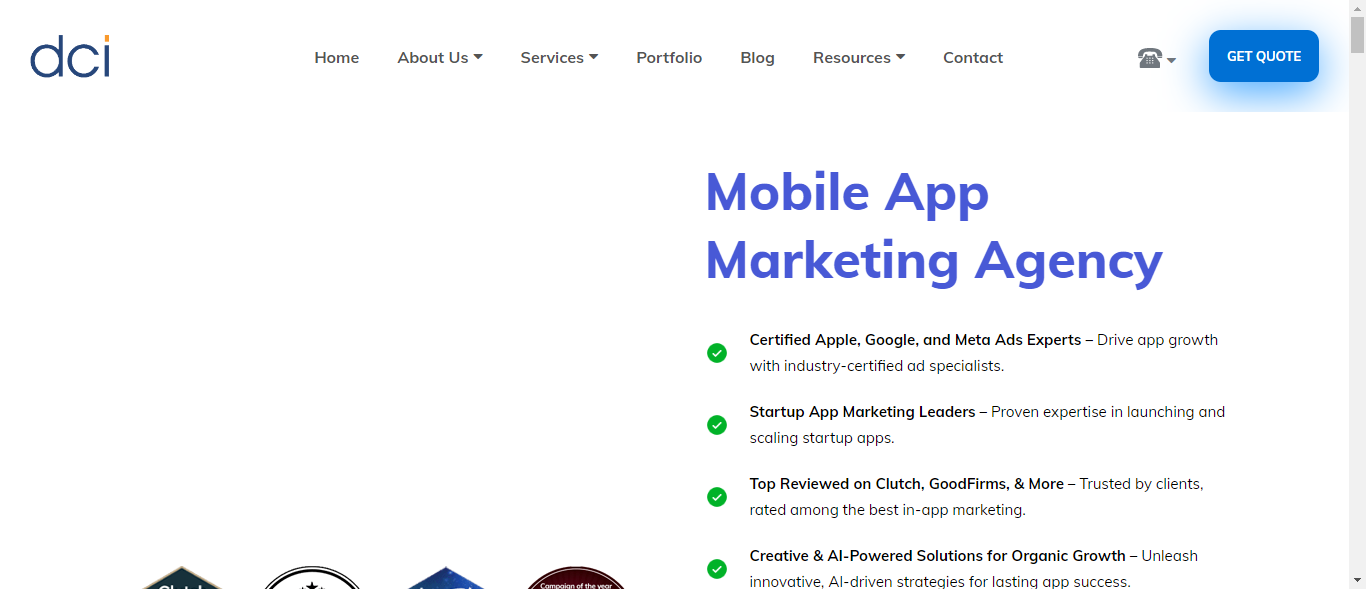 dci
Home
About Us
Services
Portfolio
Blog
Resources
Contact
GET QUOTE
Mobile App
Marketing Agency
Certified Apple, Google, and Meta Ads Experts – Drive app growth
with industry-certified ad specialists.
Startup App Marketing Leaders – Proven expertise in launching and
scaling startup apps.
Top Reviewed on Clutch, GoodFirms, & More – Trusted by clients,
rated among the best in-app marketing.
Creative & AI-Powered Solutions for Organic Growth – Unleash
innovative, AI-driven strategies for lasting app success.
Campaign of the year